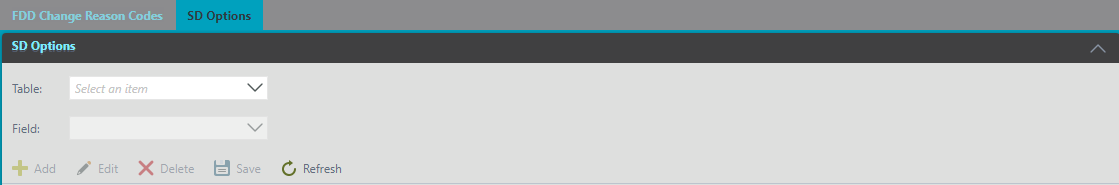 FDD Change Reason Codes SD Options
SD Options
Table: Select an item
Field:
Add Edit Delete Save Refresh